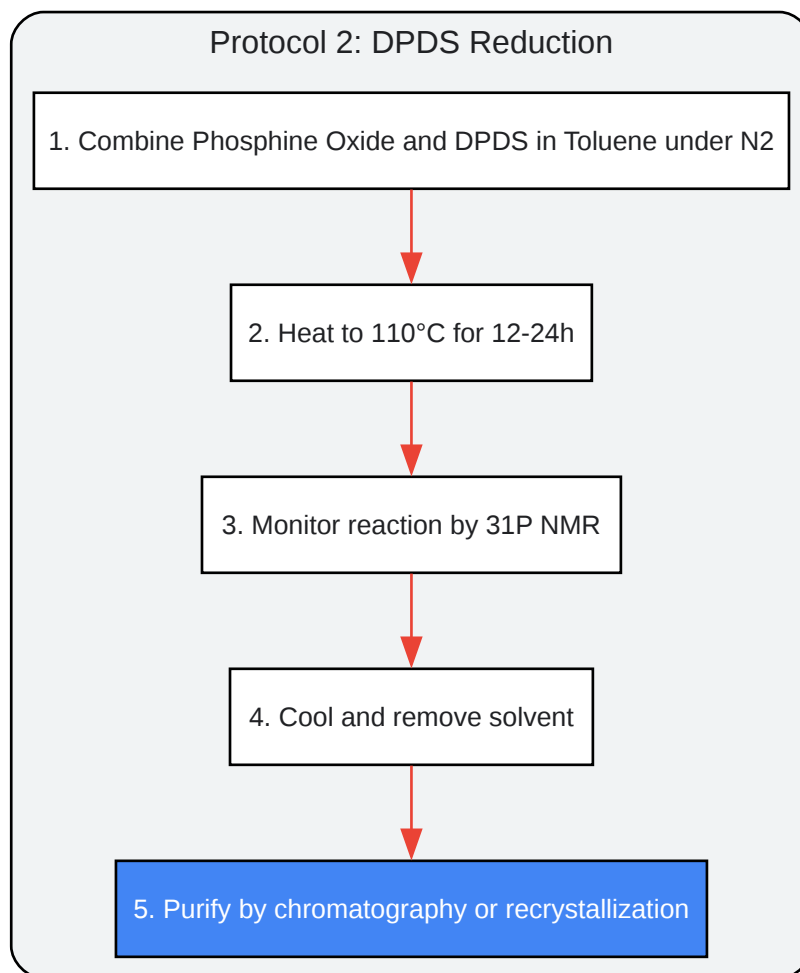 Protocol 2: DPDS Reduction
1. Combine Phosphine Oxide and DPDS in Toluene under N2
2. Heat to 110°C for 12-24h
3. Monitor reaction by 31P NMR
4. Cool and remove solvent
5. Purify by chromatography or recrystallization